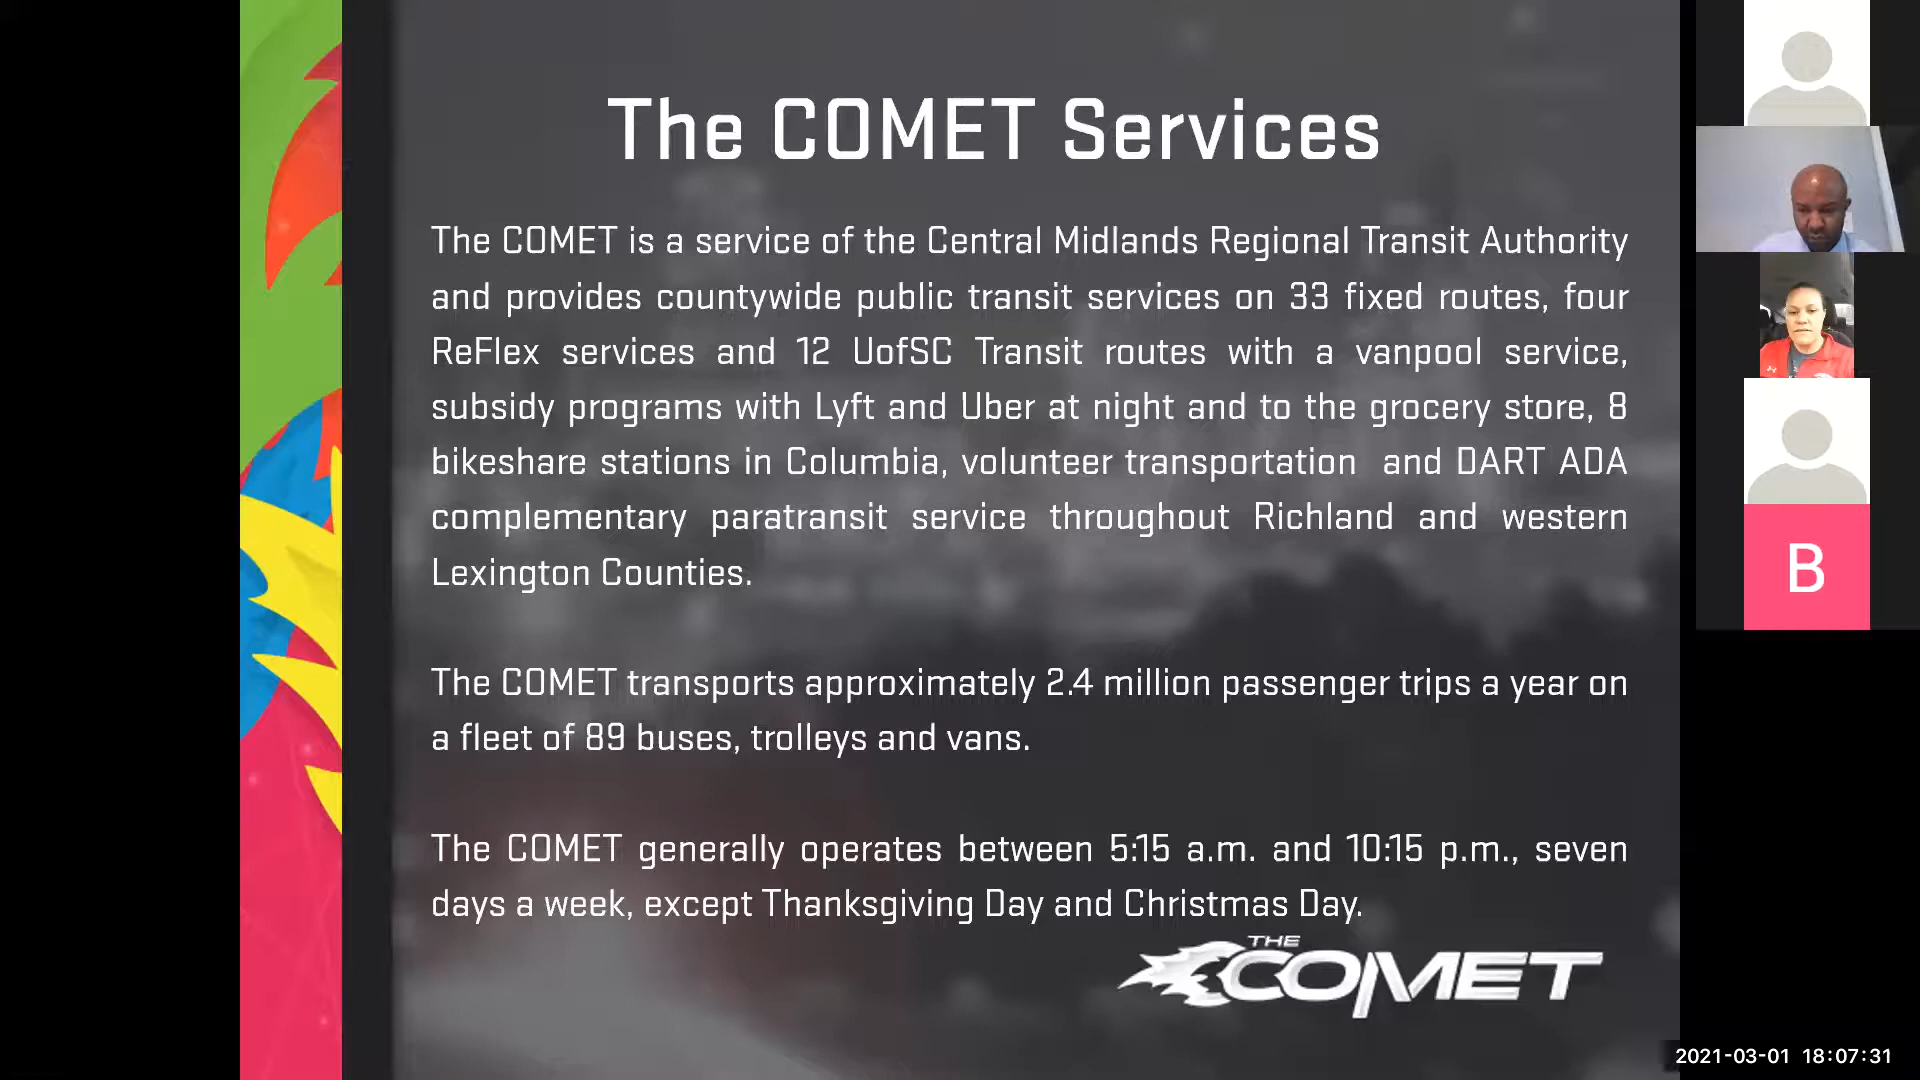 The COMET Services
The COMET is a service of the Central Midlands Regional Transit Authority
and provides countywide public transit services on 33 fixed routes, four
ReFlex services and 12 UofSC Transit routes with a vanpool service,
subsidy programs with Lyft and Uber at night and to the grocery store, 8
bikeshare stations in Columbia, volunteer transportation  and DART ADA
complementary paratransit service throughout Richland and western
Lexington Counties.
The COMET transports approximately 2.4 million passenger trips a year on
a fleet of 89 buses, trolleys and vans.
The COMET generally operates between 5:15 a.m. and 10:15 p.m., seven
days a week, except Thanksgiving Day and Christmas Day.
THE
COMET
B
2021-03-01 18:07:31